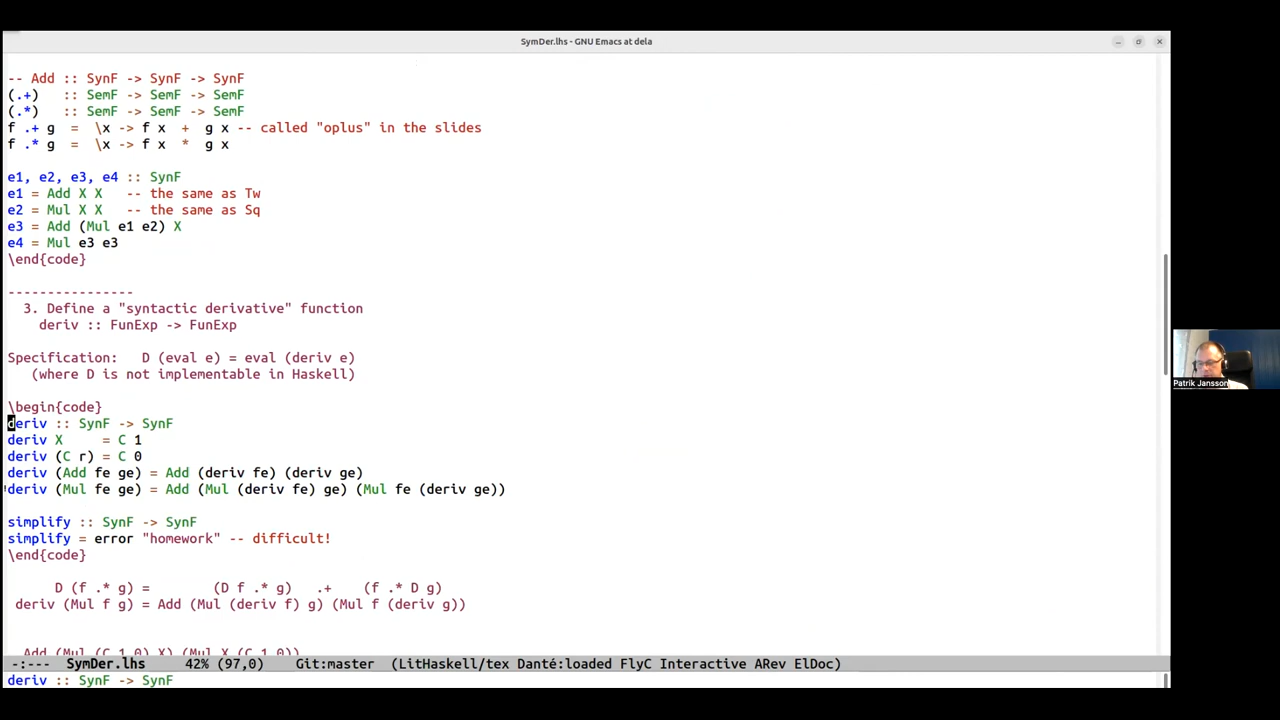 SymDer.lhs - GNU Emacs at dela
-- Add :: SynF -> SynF -> SynF
(.+)   :: SemF -> SemF -> SemF
(.*)   :: SemF -> SemF -> SemF
f .+ g  =  \x -> f x  +  g x -- called "oplus" in the slides
f .* g  =  \x -> f x  *  g x
e1, e2, e3, e4 :: SynF
e1 = Add X X   -- the same as Tw
e2 = Mul X X   -- the same as Sq
e3 = Add (Mul e1 e2) X
e4 = Mul e3 e3
\end{code}
----------------
3. Define a "syntactic derivative" function
deriv :: FunExp -> FunExp
Specification:   D (eval e) = eval (deriv e)
(where D is not implementable in Haskell)
\begin{code}
deriv :: SynF -> SynF
deriv X     = C 1
deriv (C r) = C 0
deriv (Add fe ge) = Add (deriv fe) (deriv ge)
deriv (Mul fe ge) = Add (Mul (deriv fe) ge) (Mul fe (deriv ge))
simplify :: SynF -> SynF
simplify = error "homework" -- difficult!
\end{code}
D (f .* g) =        (D f .* g)   .+    (f .* D g)
deriv (Mul f g) = Add (Mul (deriv f) g) (Mul f (deriv g))
Add (Mul (C 1.0) X) (Mul X (C 1.0))
-:---  SymDer.lhs     42% (97,0)     Git:master  (LitHaskell/tex Danté:loaded FlyC Interactive ARev ElDoc)
deriv :: SynF -> SynF
Patrik Jansson